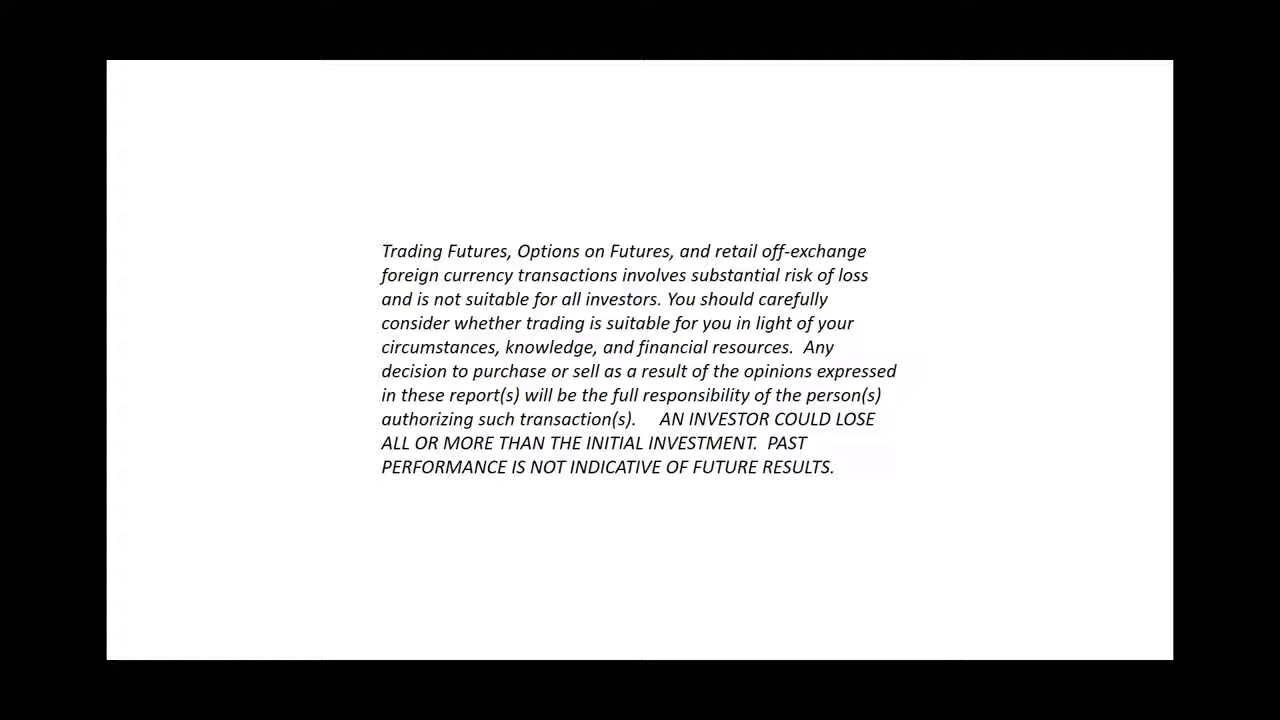 Trading Futures, Options on Futures, and retail off-exchange
foreign currency transactions involves substantial risk of loss
and is not suitable for all investors. You should carefully
consider whether trading is suitable for you in light of your
circumstances, knowledge, and financial resources.  Any
decision to purchase or sell as a result of the opinions expressed
in these report(s) will be the full responsibility of the person(s)
authorizing such transaction(s).     AN INVESTOR COULD LOSE
ALL OR MORE THAN THE INITIAL INVESTMENT.  PAST
PERFORMANCE IS NOT INDICATIVE OF FUTURE RESULTS.